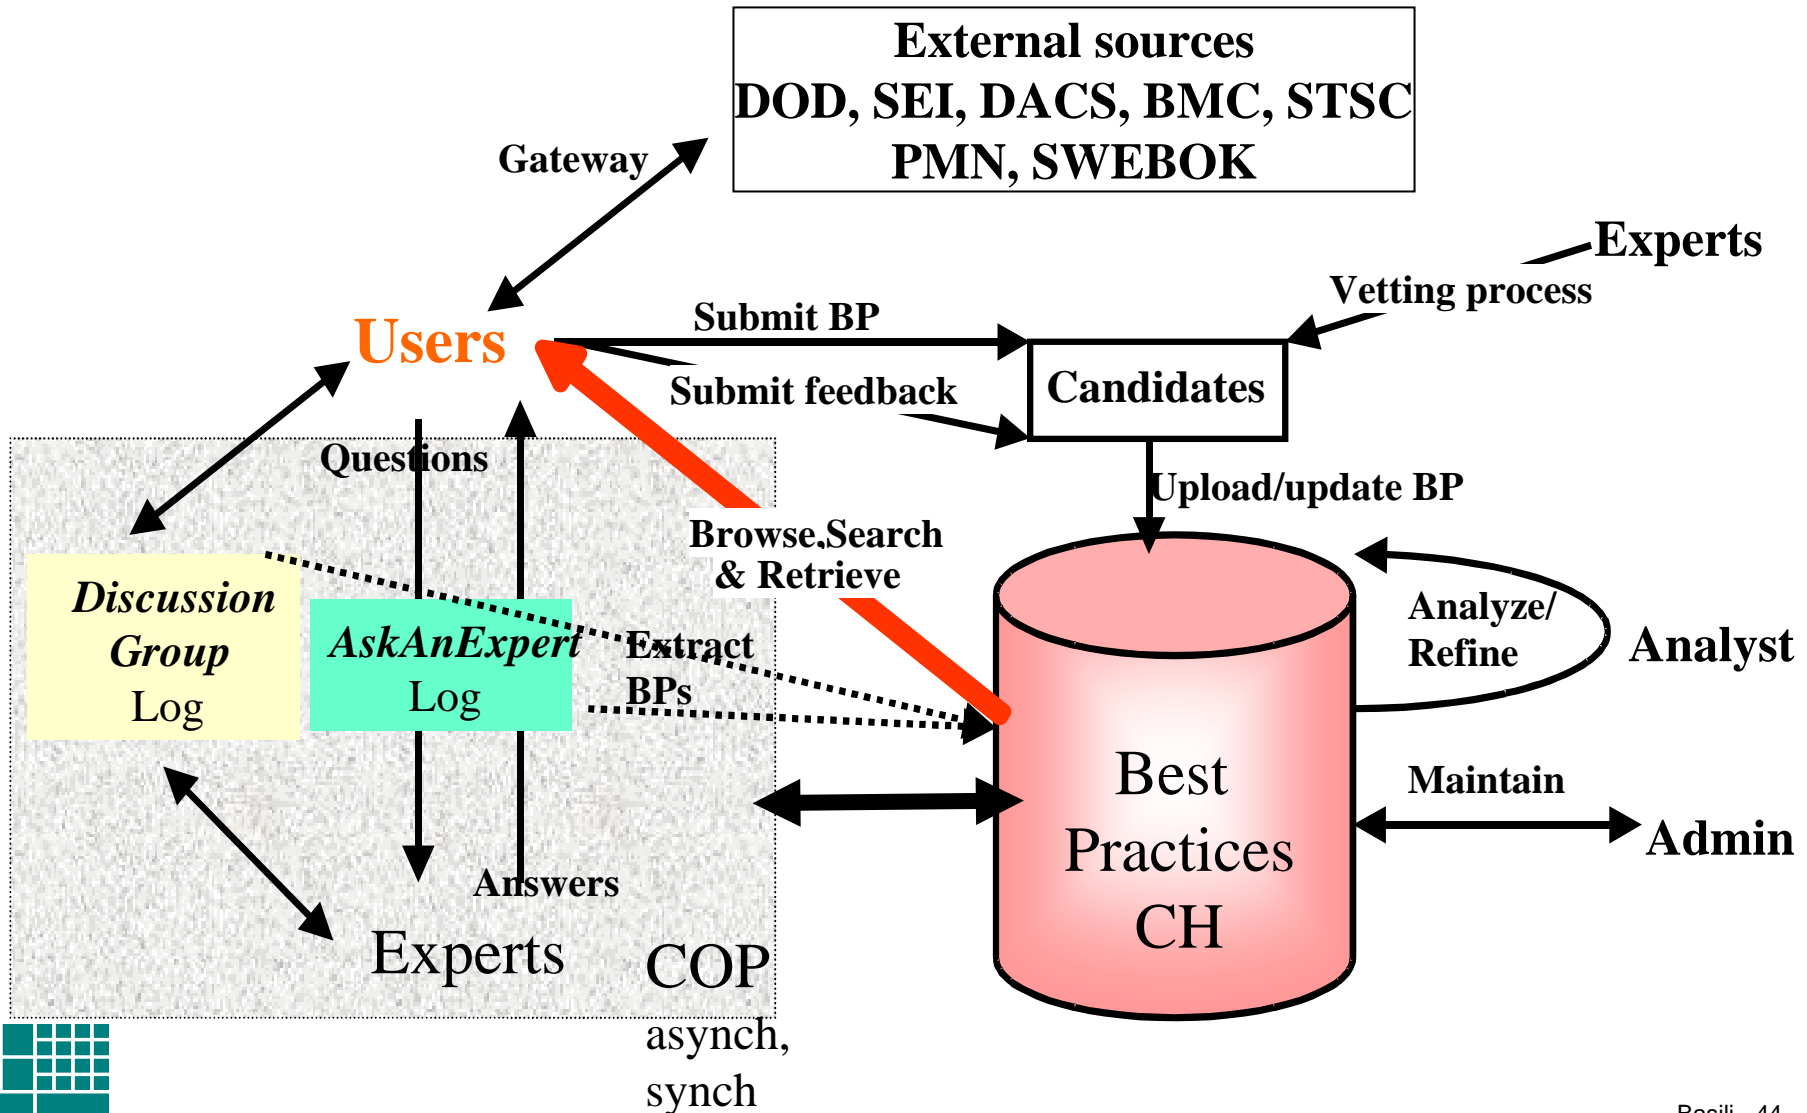 External sources
DOD, SEI, DACS, BMC, STSC
PMN, SWEBOK
Gateway
Experts
Vetting process
Submit BP
Users
Submit feedback
Candidates
Questions
Upload/update BP
Browse,Search
& Retrieve
Discussion
Group
Log
AskAnExpert
Log
Extract
BPs
Analyze/
Refine
Analyst
Best
Practices
CH
Maintain
Admin
Answers
Experts
COP
asynch,
synch
Basili 44